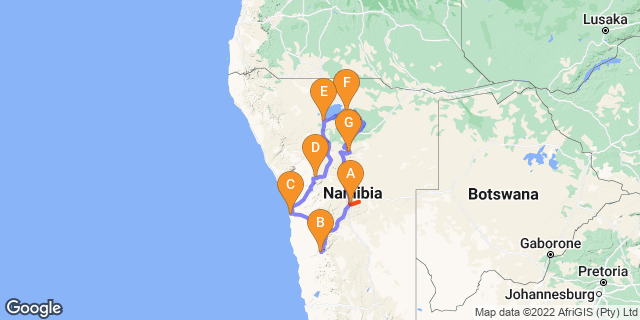 Lusaka
E
F
G
D
A
C
Namibia
Botswana
B
Gaborone
Pretoria
Johannesburg
Google
Map data ©2022 AfriGIS (Pty) Ltd